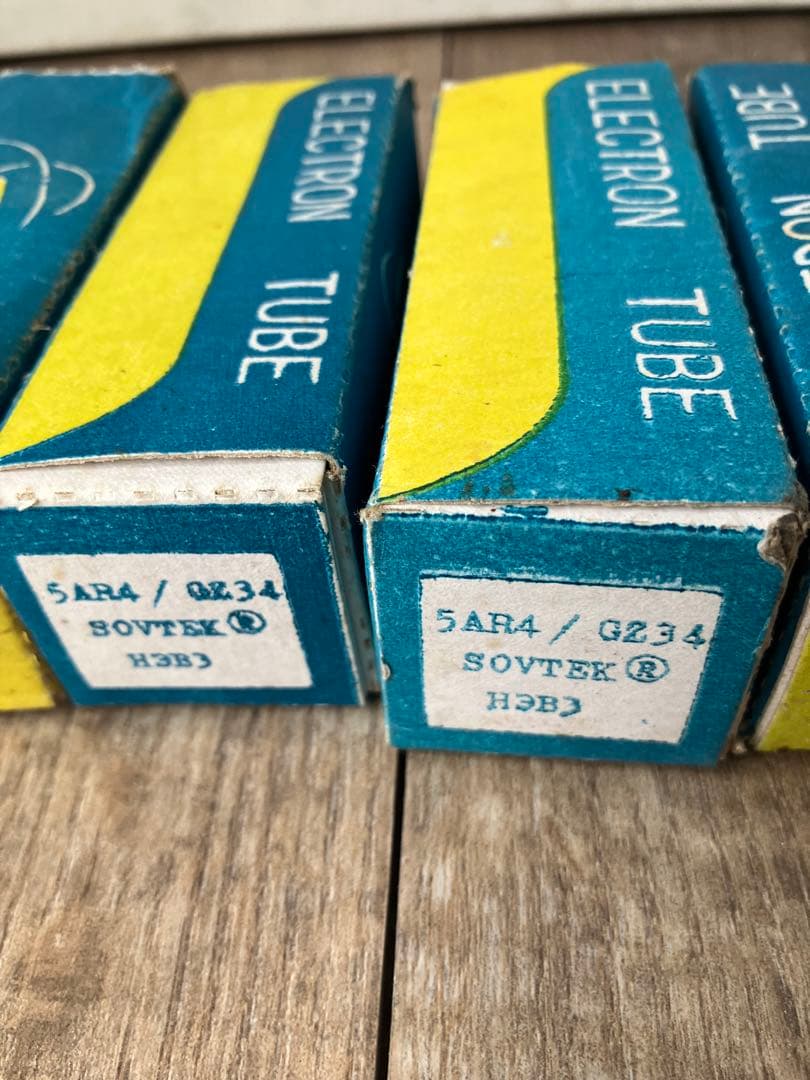 ELECTRON TUBE
ELECTRON TUBE
TUBE
5AR4 / GZ34
SOVTEK®
НЭВЗ
5AR4 / GZ34
SOVTEK®
НЭВЗ